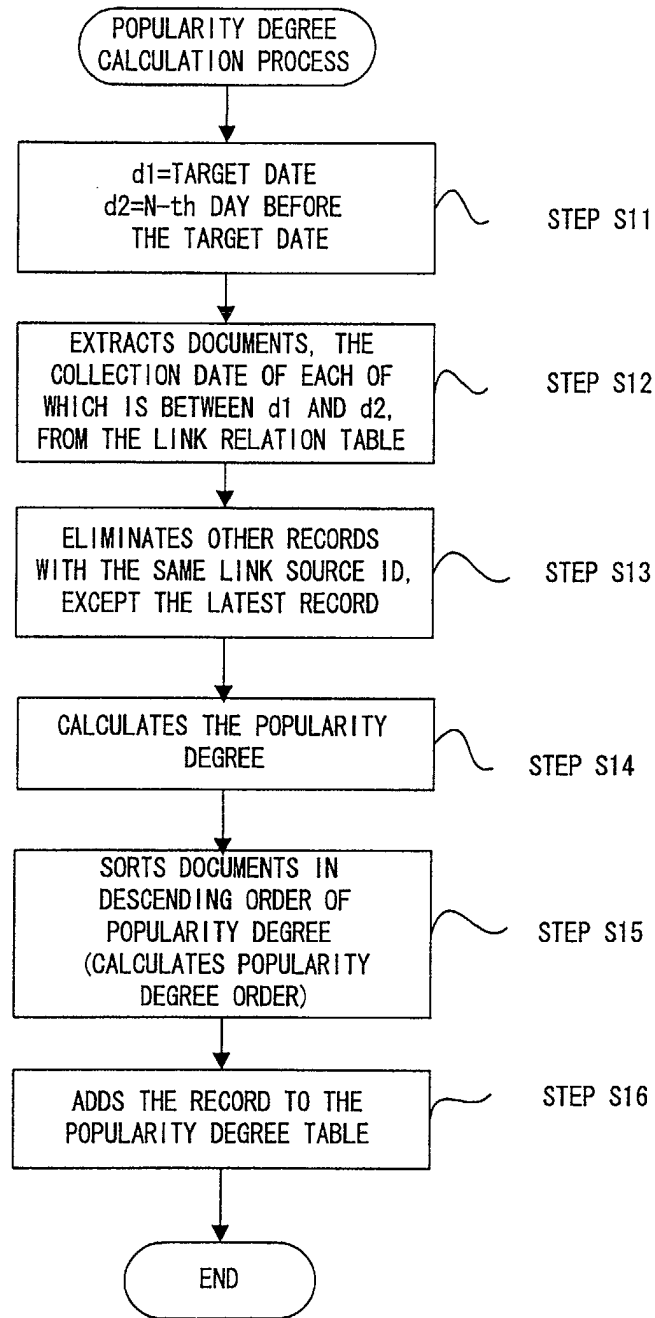 POPULARITY DEGREE
CALCULATION PROCESS
d1=TARGET DATE
d2=N-th DAY BEFORE
THE TARGET DATE
STEP S11
EXTRACTS DOCUMENTS, THE
COLLECTION DATE OF EACH OF
WHICH IS BETWEEN d1 AND d2,
FROM THE LINK RELATION TABLE
STEP S12
ELIMINATES OTHER RECORDS
WITH THE SAME LINK SOURCE ID,
EXCEPT THE LATEST RECORD
STEP S13
CALCULATES THE POPULARITY
DEGREE
STEP S14
SORTS DOCUMENTS IN
DESCENDING ORDER OF
POPULARITY DEGREE
(CALCULATES POPULARITY
DEGREE ORDER)
STEP S15
ADDS THE RECORD TO THE
POPULARITY DEGREE TABLE
STEP S16
END